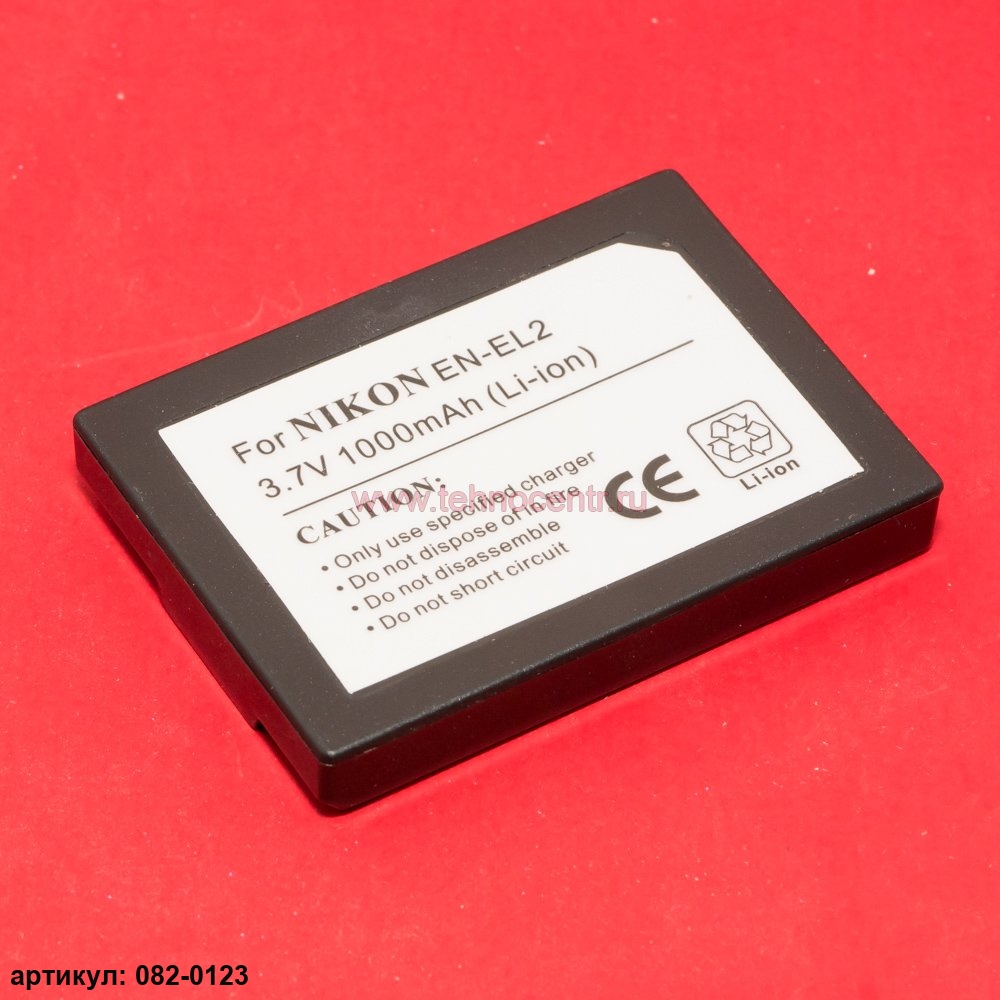 For NIKON EN-EL2
3.7V 1000mAh (Li-ion)
CAUTION:
• Only use specified charger
• Do not dispose of in fire
• Do not disassemble
• Do not short circuit
CE
Li-ion
www.tehnocentr.ru
артикул: 082-0123